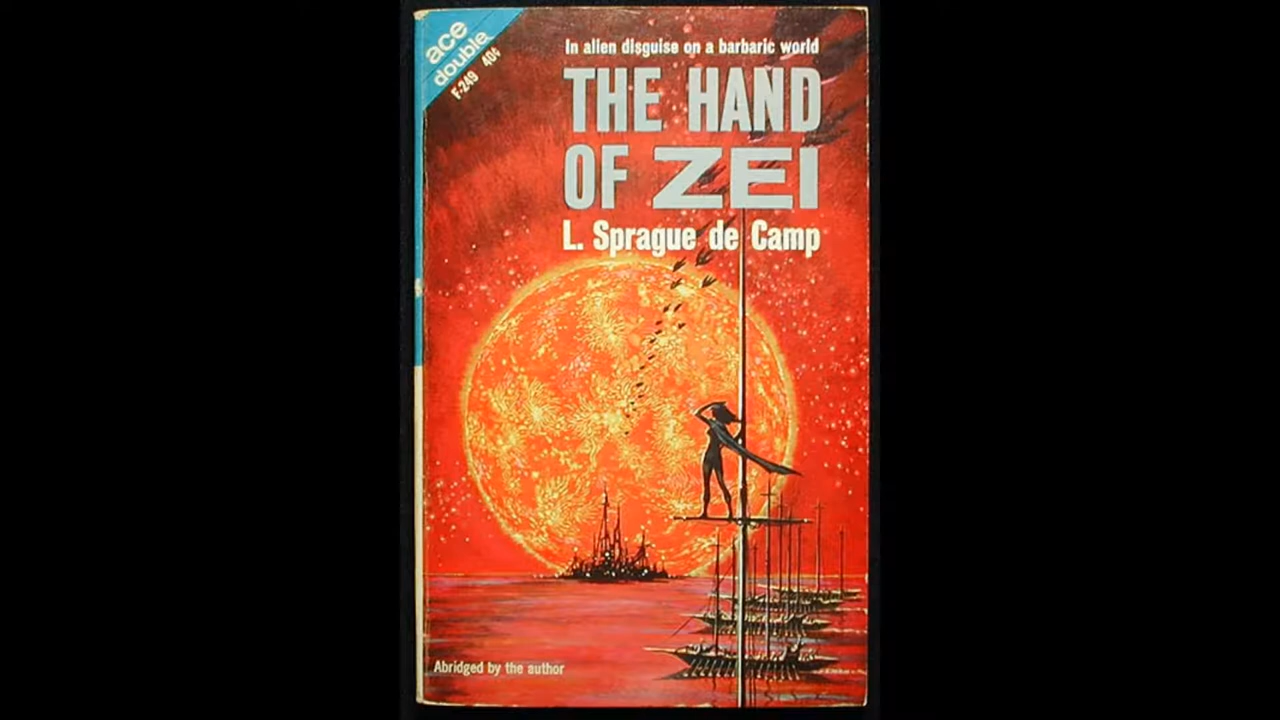 ace
double
F-249 40¢
In alien disguise on a barbaric world
THE HAND
OF ZEI
L. Sprague de Camp
Abridged by the author